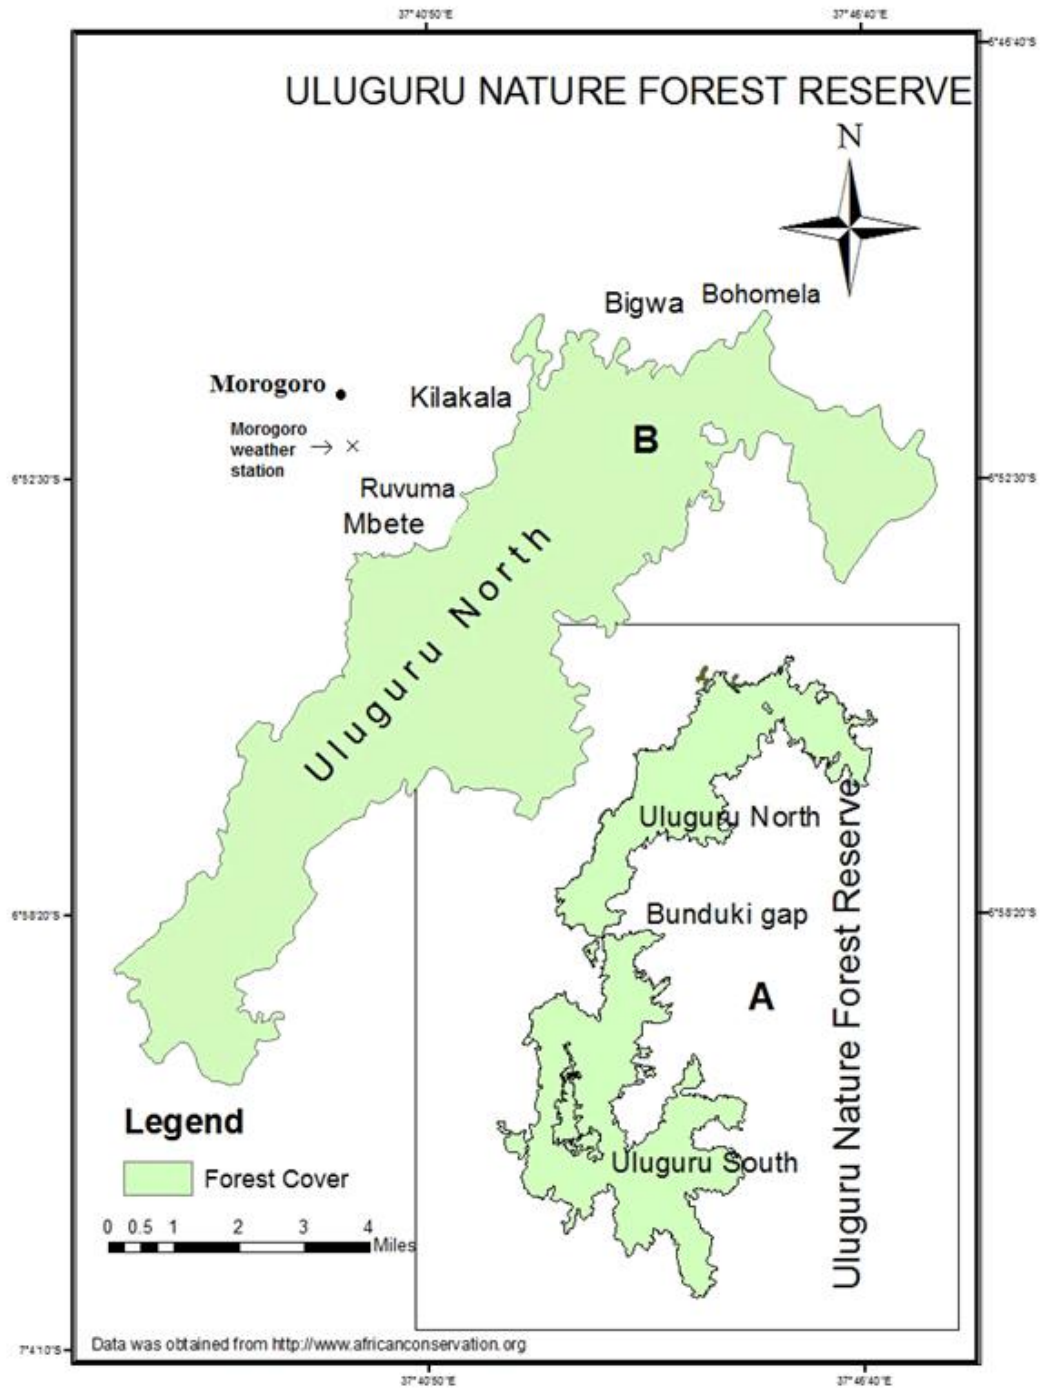 37°40'50"E
37°46'40"E
6°46'40"S
ULUGURU NATURE FOREST RESERVE
N
Bigwa
Bohomela
Morogoro
Kilakala
B
Morogoro
weather
station
6°52'30"S
6°52'30"S
Ruvuma
Mbete
Uluguru North
Uluguru North
6°58'20"S
6°58'20"S
Bunduki gap
A
Uluguru Nature Forest Reserve
Uluguru South
Legend
Forest Cover
0 0.5 1 2 3 4
Miles
Data was obtained from http://www.africanconservation.org
7°4'10"S
37°40'50"E
37°46'40"E